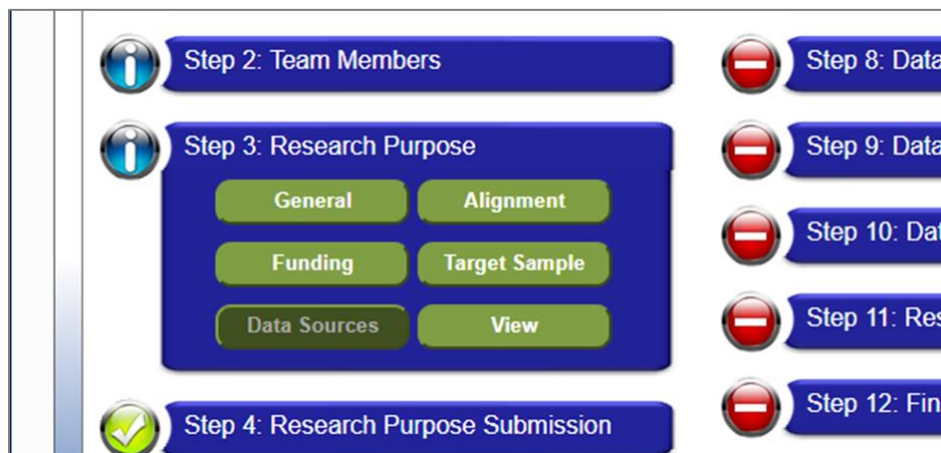 Step 2: Team Members
Step 3: Research Purpose
General
Alignment
Funding
Target Sample
Data Sources
View
Step 4: Research Purpose Submission
Step 8: Data
Step 9: Data
Step 10: Dat
Step 11: Res
Step 12: Fin